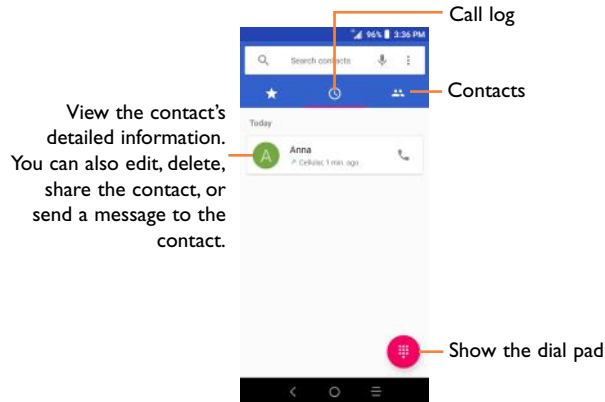 Call log
96% 3:36 PM
Search contacts
Contacts
View the contact's
detailed information.
You can also edit, delete,
share the contact, or
send a message to the
contact.
Today
A
Anna
Cellular, 1 min. ago
Show the dial pad